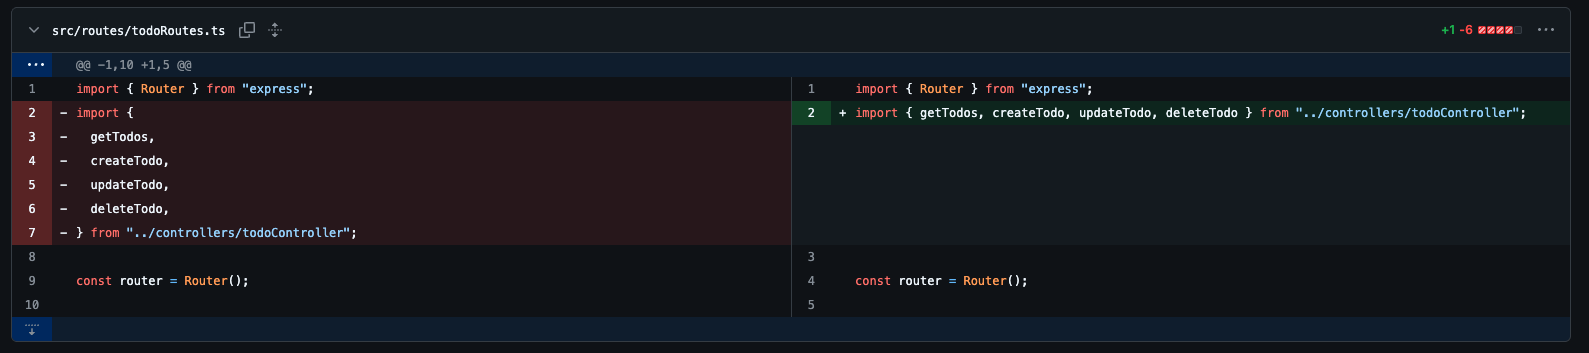 src/routes/todoRoutes.ts +1 -6
@@ -1,10 +1,5 @@
1 import { Router } from "express";
2 - import {
3 -   getTodos,
4 -   createTodo,
5 -   updateTodo,
6 -   deleteTodo,
7 - } from "../controllers/todoController";
8
9 const router = Router();
10
1 import { Router } from "express";
2 + import { getTodos, createTodo, updateTodo, deleteTodo } from "../controllers/todoController";
3
4 const router = Router();
5